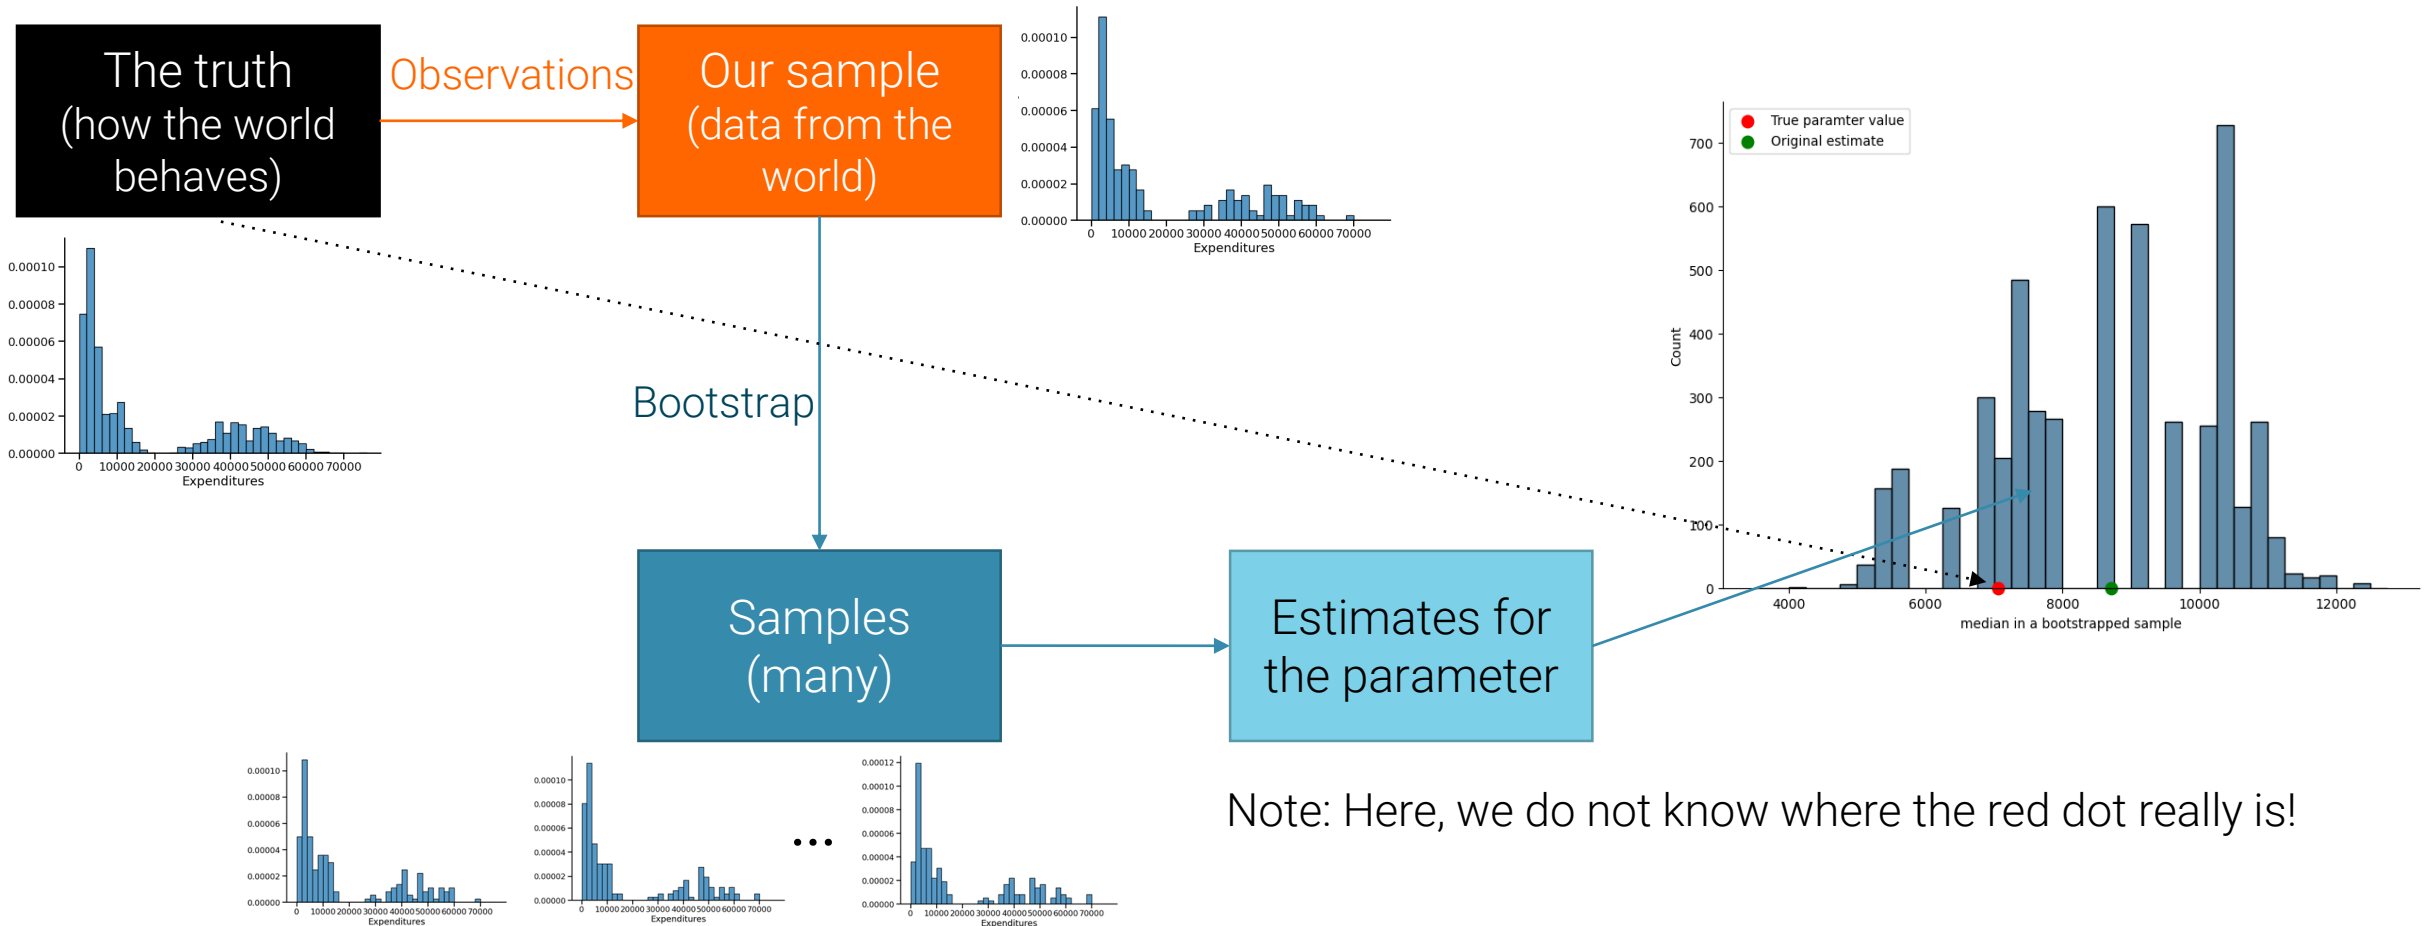 The truth
(how the world
behaves)
Observations
Our sample
(data from the
world)
0.00010
0.00008
0.00006
0.00004
0.00002
0.00000
0 10000 20000 30000 40000 50000 60000 70000
Expenditures
0.00010
0.00008
0.00006
0.00004
0.00002
0.00000
0 10000 20000 30000 40000 50000 60000 70000
Expenditures
Bootstrap
True paramter value
Original estimate
700
600
500
400
300
200
100
0
Count
4000 6000 8000 10000 12000
median in a bootstrapped sample
Samples
(many)
Estimates for
the parameter
0.00010
0.00008
0.00006
0.00004
0.00002
0.00000
0 10000 20000 30000 40000 50000 60000 70000
Expenditures
0.00010
0.00008
0.00006
0.00004
0.00002
0.00000
0 10000 20000 30000 40000 50000 60000 70000
Expenditures
...
0.00012
0.00010
0.00008
0.00006
0.00004
0.00002
0.00000
0 10000 20000 30000 40000 50000 60000 70000
Expenditures
Note: Here, we do not know where the red dot really is!